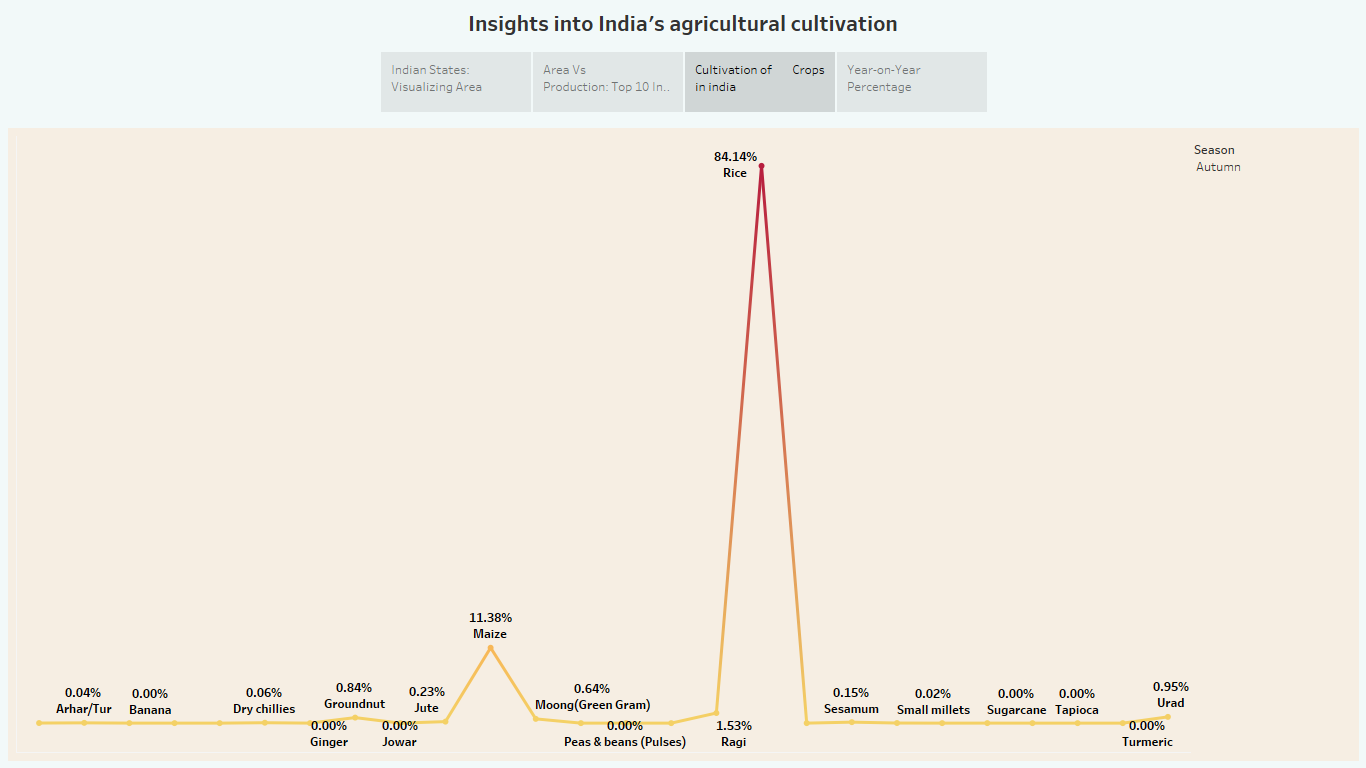 Insights into India's agricultural cultivation
Indian States:
Visualizing Area
Area Vs
Production: Top 10 In..
Cultivation of Crops
in india
Year-on-Year
Percentage
Season
Autumn
84.14%
Rice
11.38%
Maize
0.04%
Arhar/Tur
0.00%
Banana
0.06%
Dry chillies
0.00%
Ginger
0.84%
Groundnut
0.00%
Jowar
0.23%
Jute
0.64%
Moong(Green Gram)
0.00%
Peas & beans (Pulses)
1.53%
Ragi
0.15%
Sesamum
0.02%
Small millets
0.00%
Sugarcane
0.00%
Tapioca
0.00%
Turmeric
0.95%
Urad